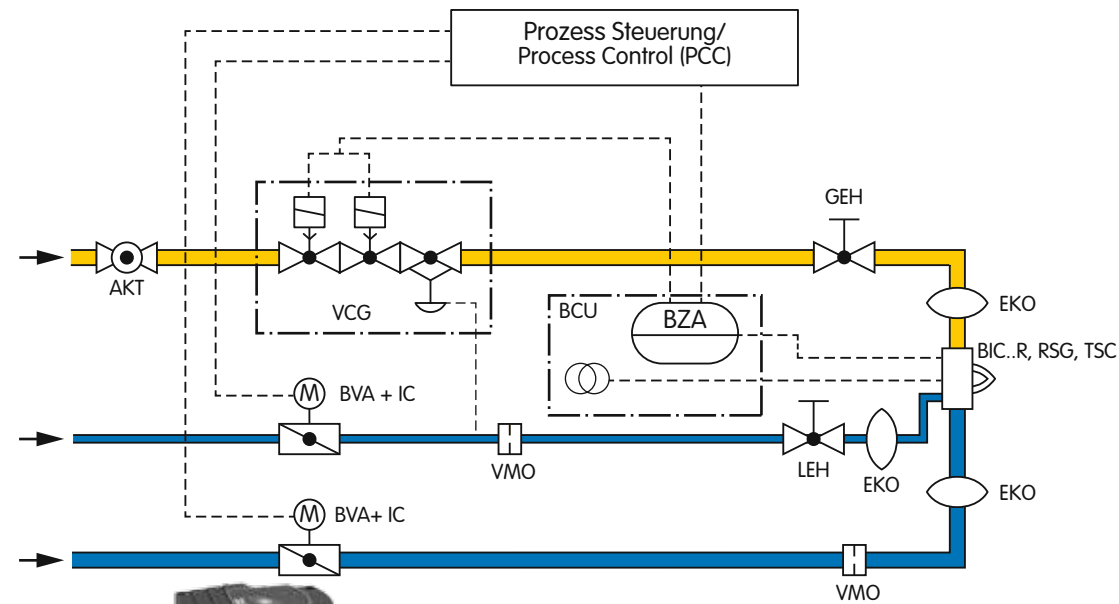 Prozess Steuerung/
Process Control (PCC)
GEH
AKT
VCG
EKO
BCU
BZA
BIC..R, RSG, TSC
M
BVA + IC
VMO
LEH
EKO
EKO
M
BVA+ IC
VMO